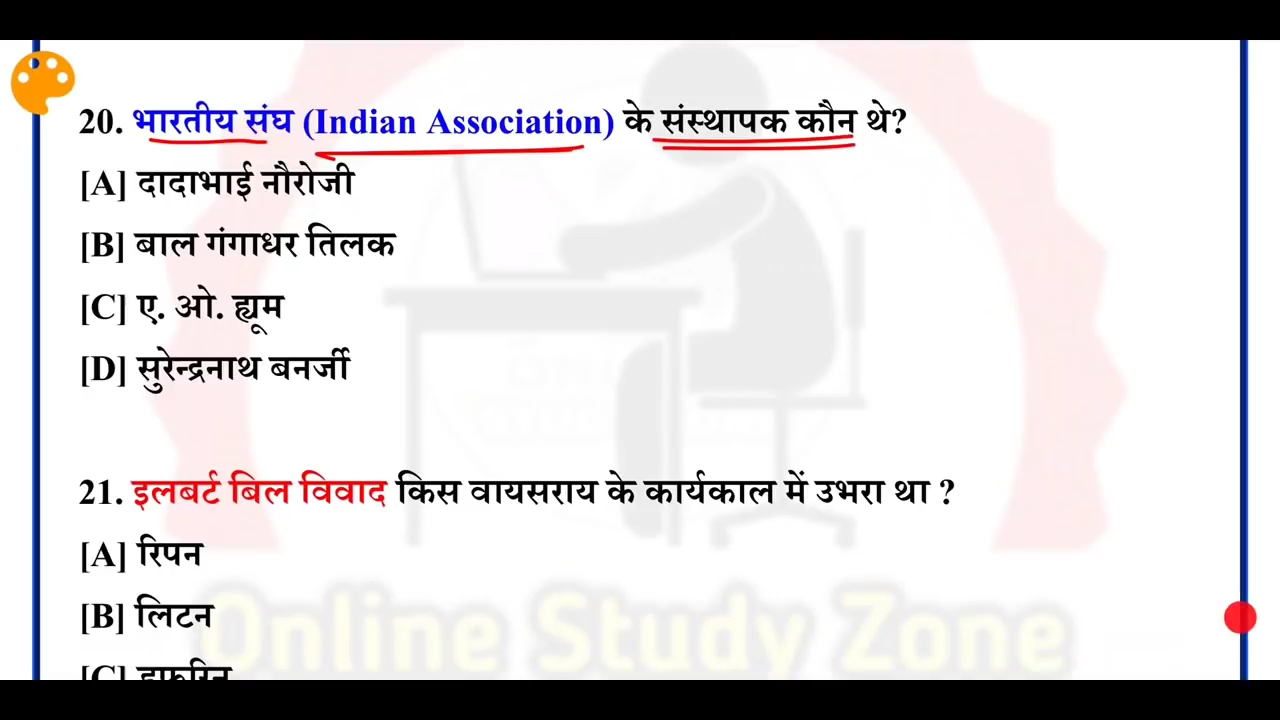 20. भारतीय संघ (Indian Association) के संस्थापक कौन थे?
[A] दादाभाई नौरोजी
[B] बाल गंगाधर तिलक
[C] ए. ओ. ह्यूम
[D] सुरेन्द्रनाथ बनर्जी
21. इलबर्ट बिल विवाद किस वायसराय के कार्यकाल में उभरा था ?
[A] रिपन
[B] लिटन
Online Study Zone
[C] डफरिन